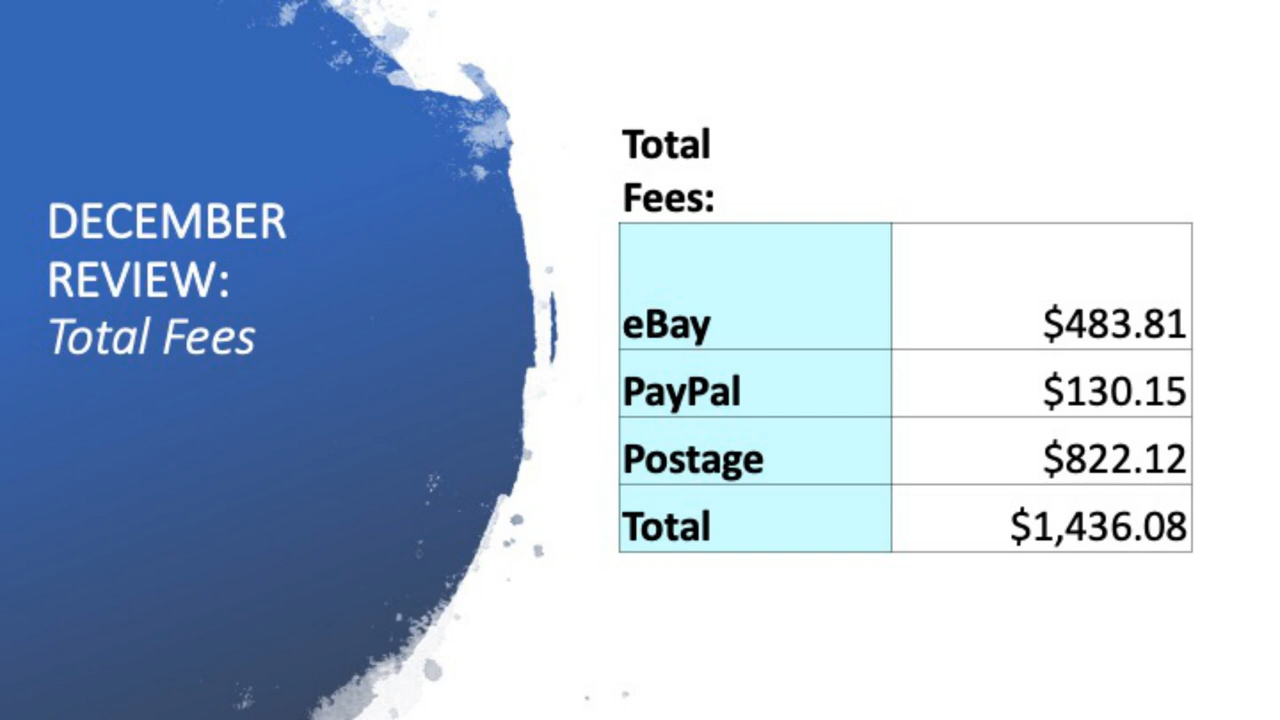 DECEMBER
REVIEW:
Total Fees
Total
Fees:
eBay $483.81
PayPal $130.15
Postage $822.12
Total $1,436.08